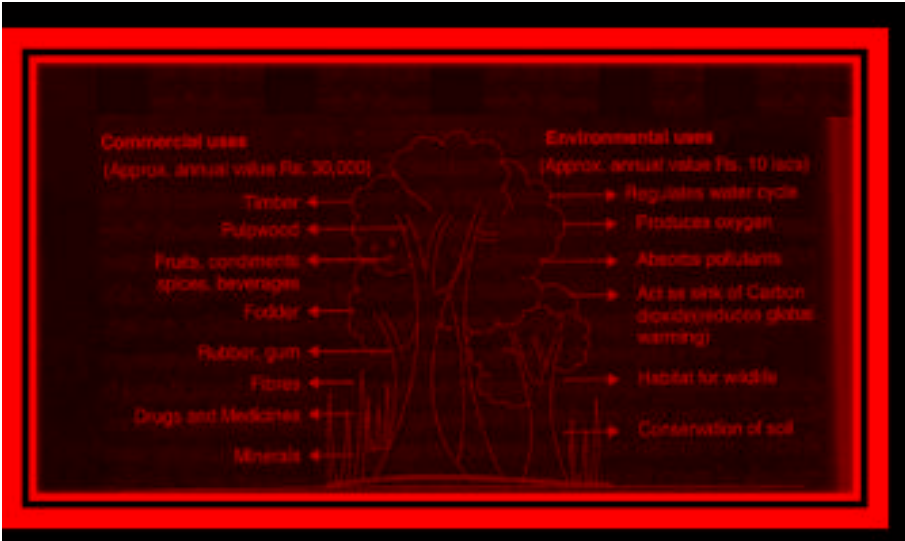 Commercial uses
(Approx. annual value Rs. 30,000)
Timber
Pulpwood
Fruits, condiments
spices, beverages
Fodder
Rubber, gum
Fibres
Drugs and Medicines
Minerals
Environmental uses
(Approx. annual value Rs. 10 lacs)
Regulates water cycle
Produces oxygen
Absorbs pollutants
Act as sink of Carbon
dioxide(reduces global
warming)
Habitat for wildlife
Conservation of soil